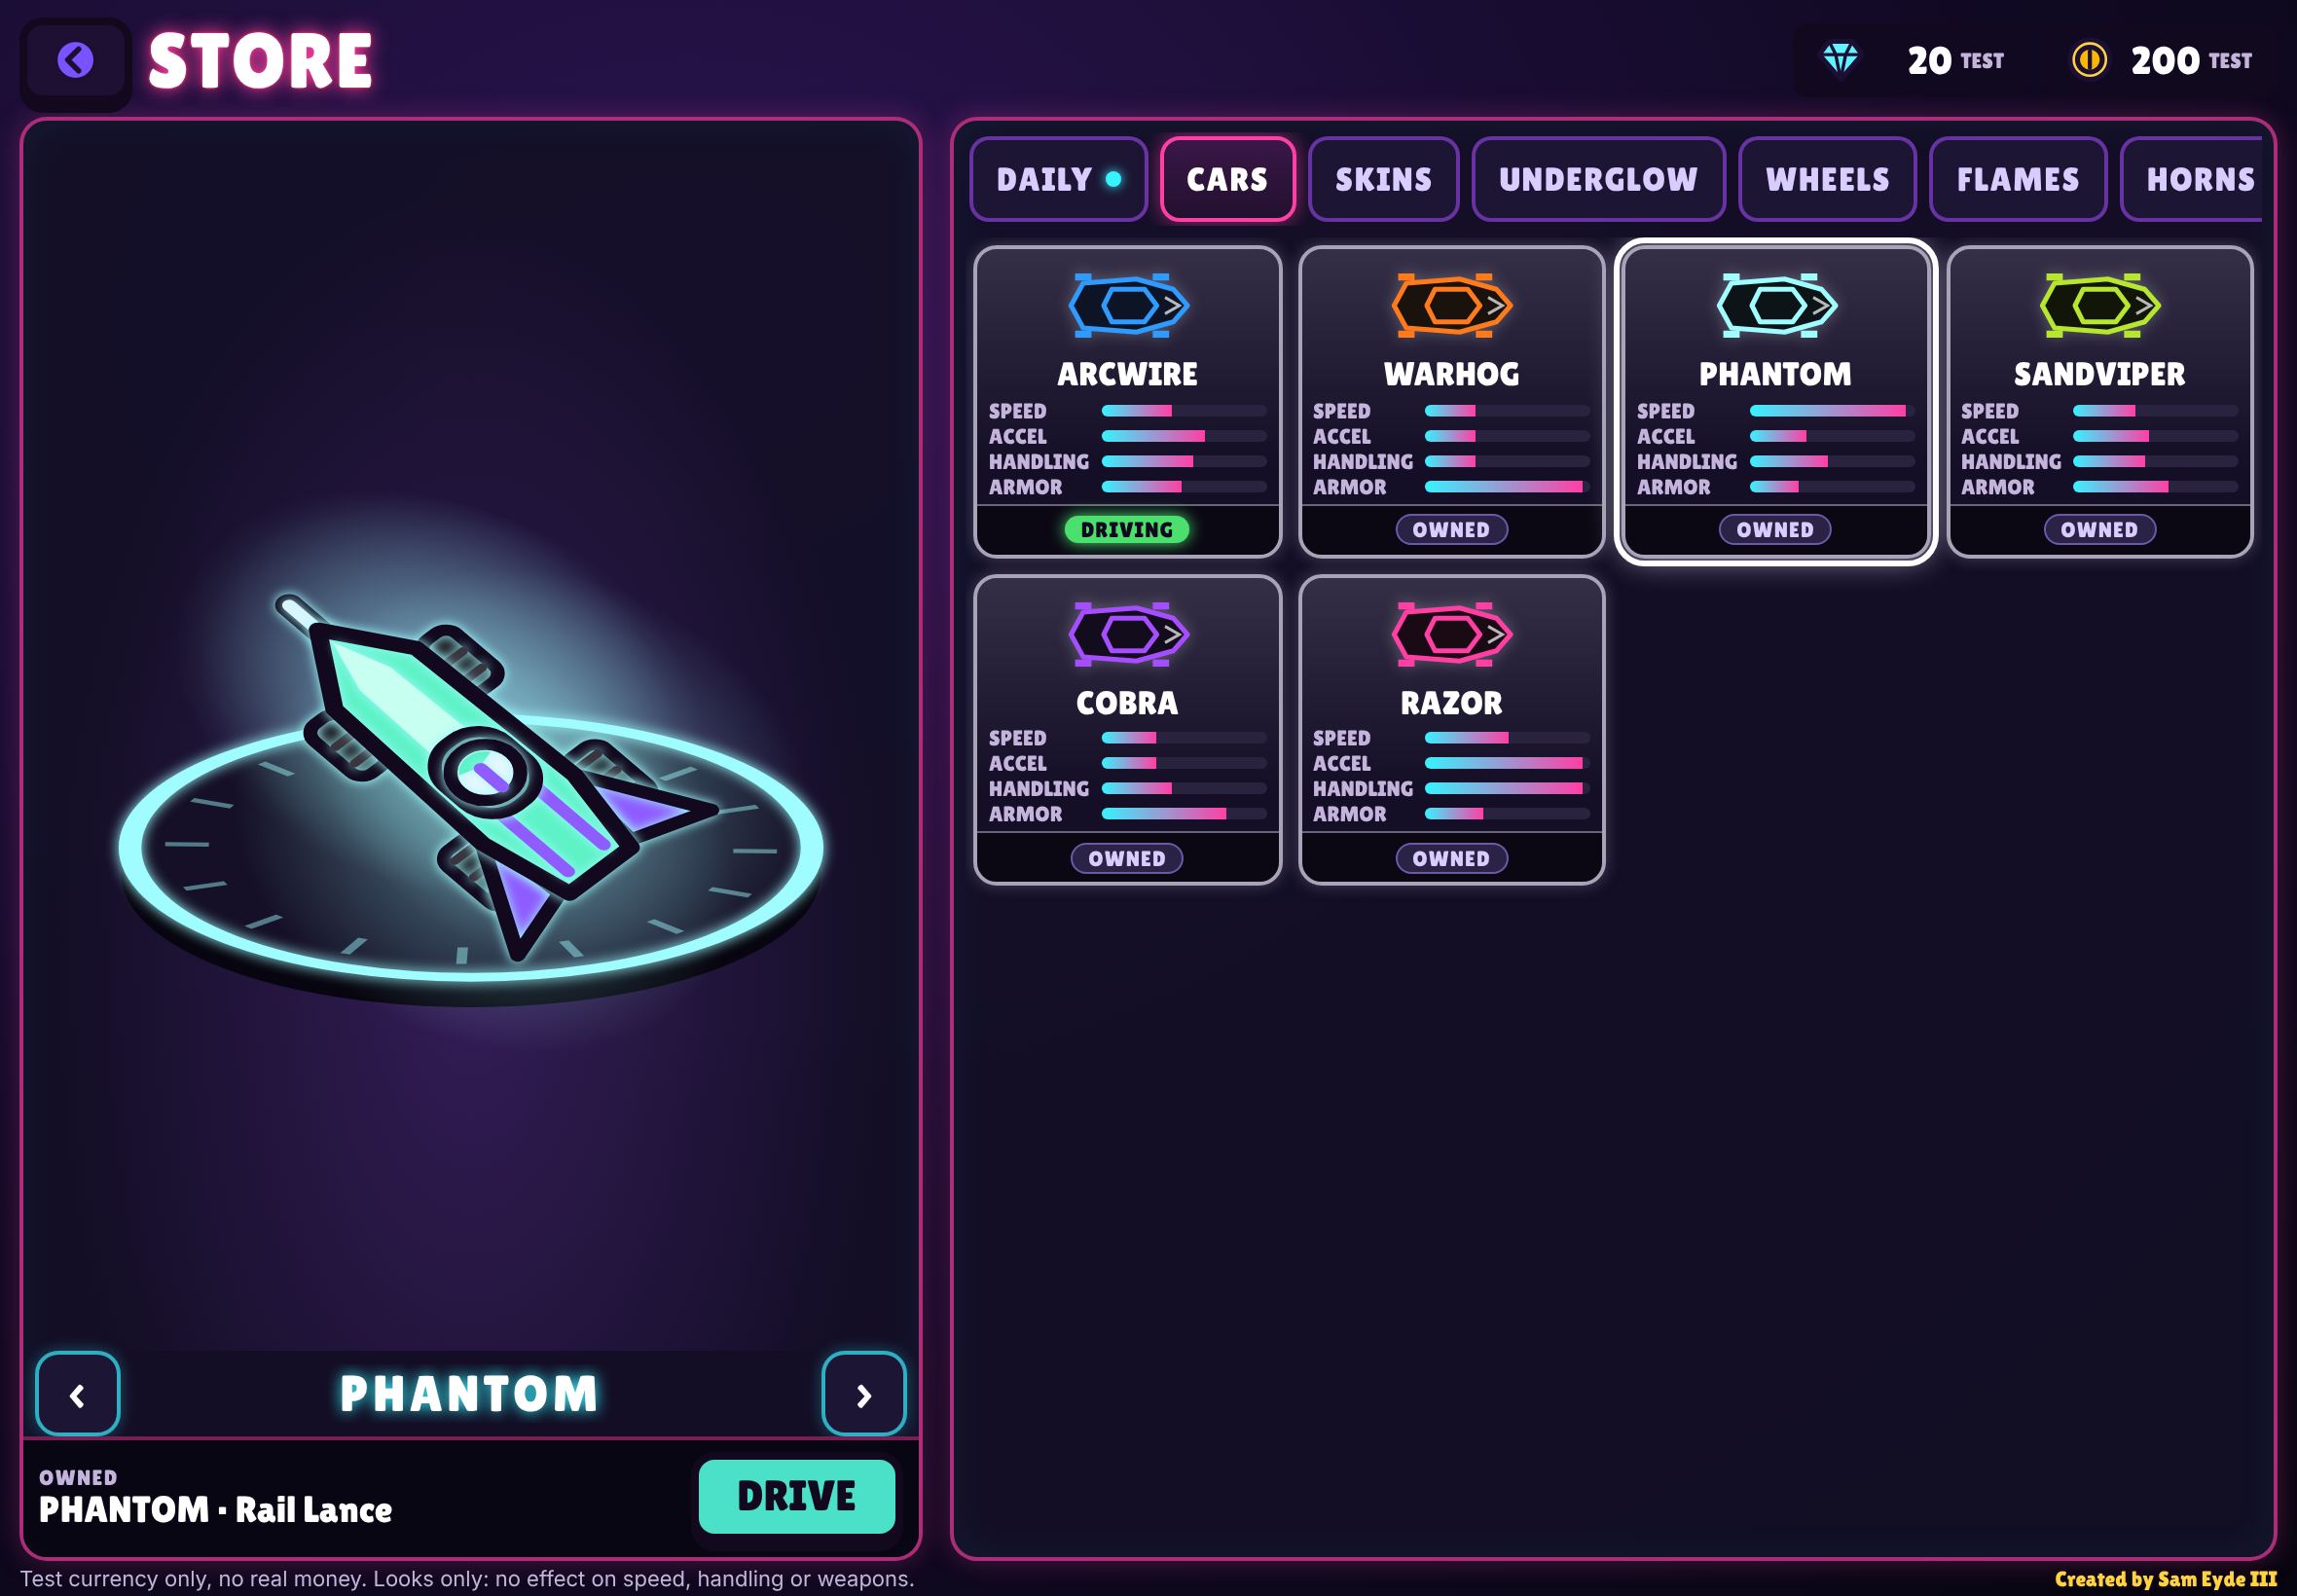 STORE
20 TEST
200 TEST
DAILY
CARS
SKINS
UNDERGLOW
WHEELS
FLAMES
HORNS
ARCWIRE
SPEED
ACCEL
HANDLING
ARMOR
DRIVING
WARHOG
SPEED
ACCEL
HANDLING
ARMOR
OWNED
PHANTOM
SPEED
ACCEL
HANDLING
ARMOR
OWNED
SANDVIPER
SPEED
ACCEL
HANDLING
ARMOR
OWNED
COBRA
SPEED
ACCEL
HANDLING
ARMOR
OWNED
RAZOR
SPEED
ACCEL
HANDLING
ARMOR
OWNED
‹
PHANTOM
›
OWNED
PHANTOM · Rail Lance
DRIVE
Test currency only, no real money. Looks only: no effect on speed, handling or weapons.
Created by Sam Eyde III